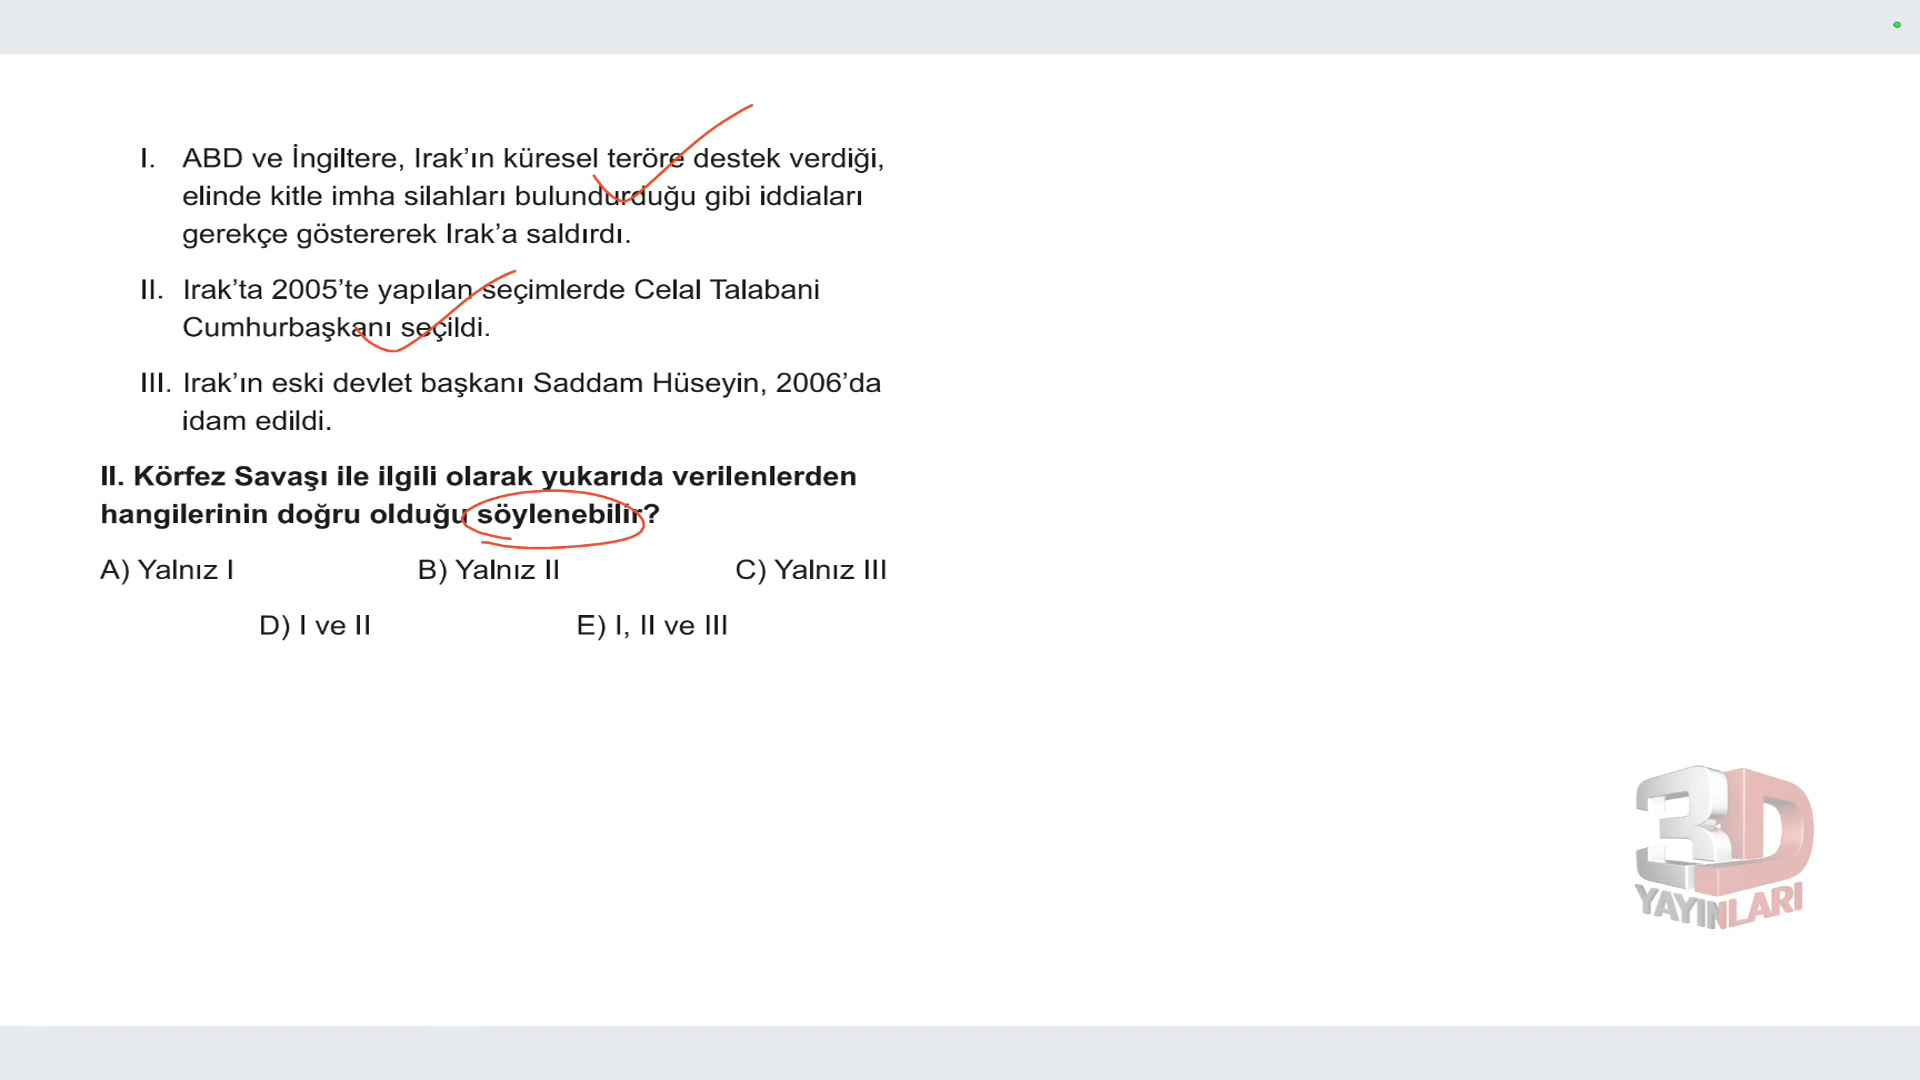 I. ABD ve İngiltere, Irak’ın küresel teröre destek verdiği,
elinde kitle imha silahları bulundurduğu gibi iddiaları
gerekçe göstererek Irak’a saldırdı.
II. Irak’ta 2005’te yapılan seçimlerde Celal Talabani
Cumhurbaşkanı seçildi.
III. Irak’ın eski devlet başkanı Saddam Hüseyin, 2006’da
idam edildi.
II. Körfez Savaşı ile ilgili olarak yukarıda verilenlerden
hangilerinin doğru olduğu söylenebilir?
A) Yalnız I B) Yalnız II C) Yalnız III
D) I ve II E) I, II ve III
3D
YAYINLARI